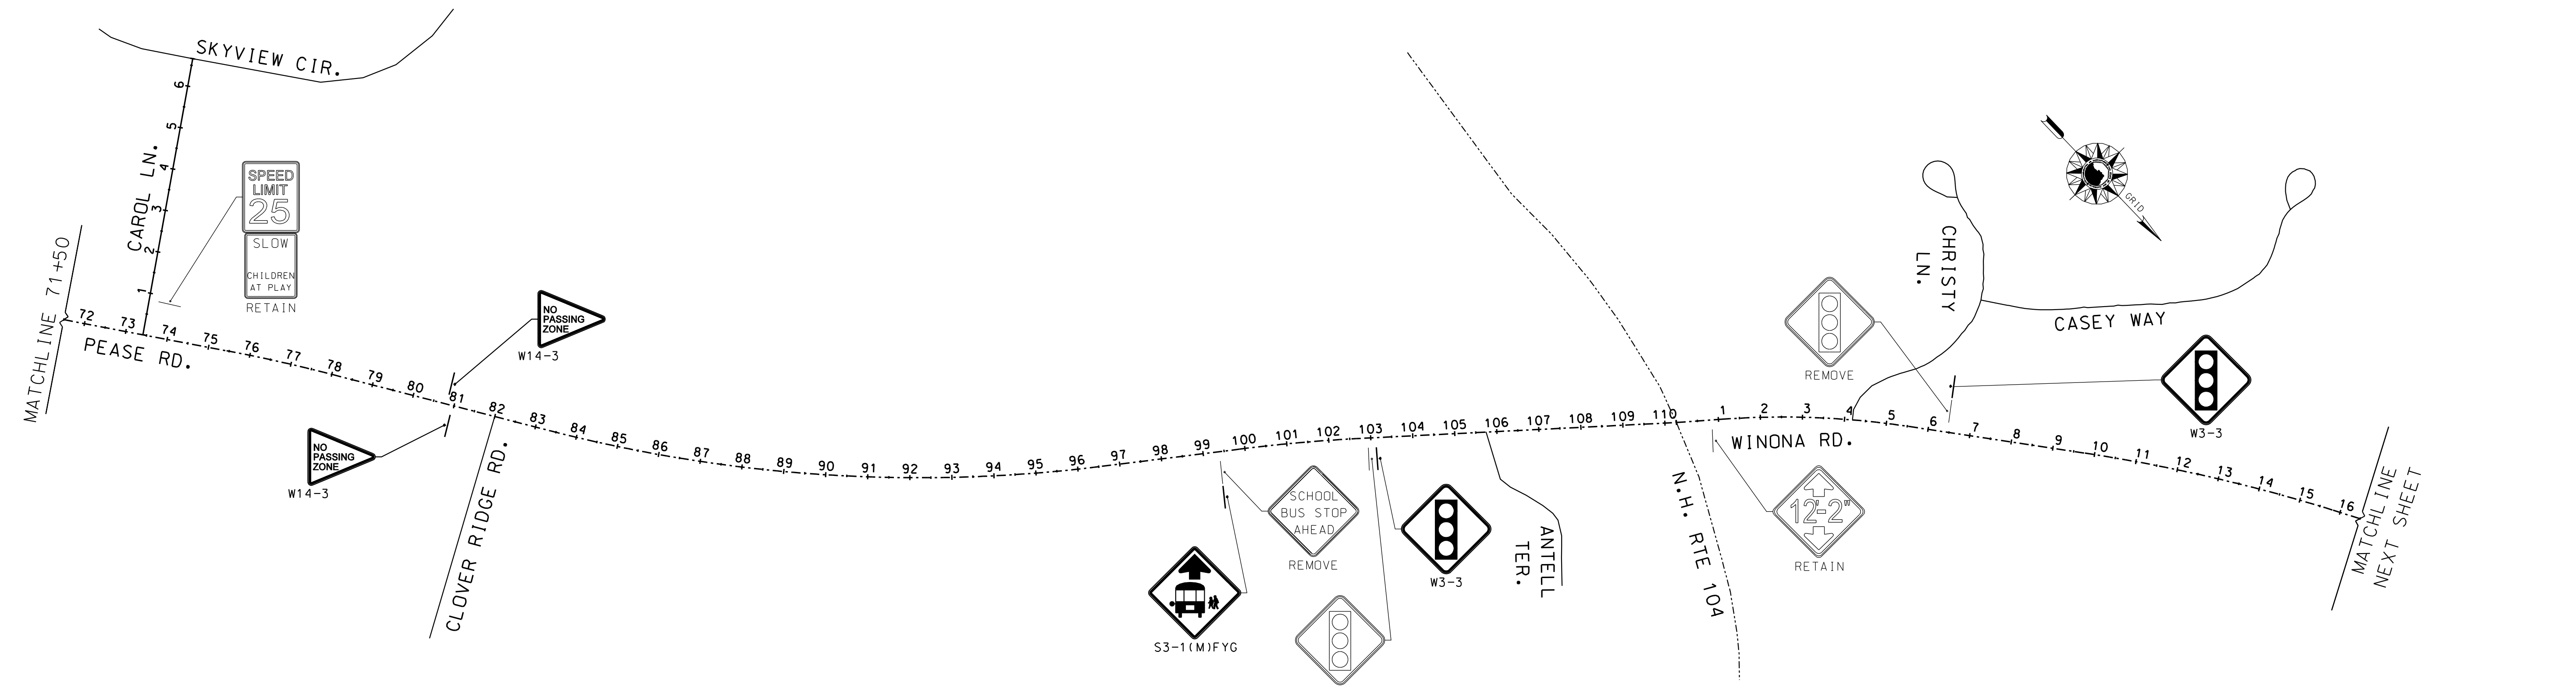 SKYVIEW CIR.
CAROL LN.
6
5
4
3
2
1
SPEED
LIMIT
25
SLOW
CHILDREN
AT PLAY
RETAIN
MATCHLINE 71+50
PEASE RD.
72
73
74
75
76
77
78
79
80
81
82
83
84
85
86
87
88
89
90
91
92
93
94
95
96
97
98
99
100
101
102
103
104
105
106
107
108
109
110
NO
PASSING
ZONE
W14-3
NO
PASSING
ZONE
W14-3
CLOVER RIDGE RD.
S3-1(M)FYG
SCHOOL
BUS STOP
AHEAD
REMOVE
W3-3
ANTELL
TER.
N.H. RTE 104
WINONA RD.
1
2
3
4
5
6
7
8
9
10
11
12
13
14
15
16
12'-2"
RETAIN
REMOVE
CHRISTY
LN.
CASEY WAY
GRID
W3-3
MATCHLINE
NEXT SHEET